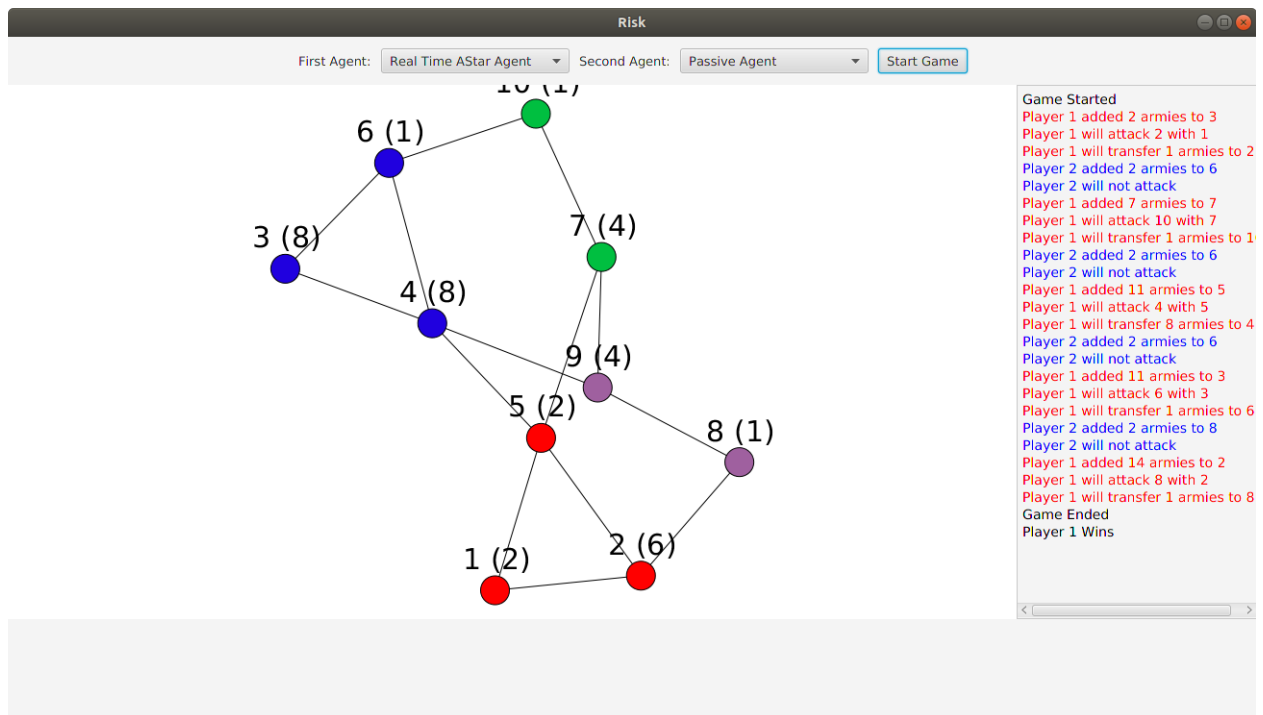 Risk
First Agent: Real Time AStar Agent Second Agent: Passive Agent Start Game
10 (1)
6 (1)
7 (4)
3 (8)
4 (8)
9 (4)
5 (2)
8 (1)
2 (6)
1 (2)
Game Started
Player 1 added 2 armies to 3
Player 1 will attack 2 with 1
Player 1 will transfer 1 armies to 2
Player 2 added 2 armies to 6
Player 2 will not attack
Player 1 added 7 armies to 7
Player 1 will attack 10 with 7
Player 1 will transfer 1 armies to 1
Player 2 added 2 armies to 6
Player 2 will not attack
Player 1 added 11 armies to 5
Player 1 will attack 4 with 5
Player 1 will transfer 8 armies to 4
Player 2 added 2 armies to 6
Player 2 will not attack
Player 1 added 11 armies to 3
Player 1 will attack 6 with 3
Player 1 will transfer 1 armies to 6
Player 2 added 2 armies to 8
Player 2 will not attack
Player 1 added 14 armies to 2
Player 1 will attack 8 with 2
Player 1 will transfer 1 armies to 8
Game Ended
Player 1 Wins